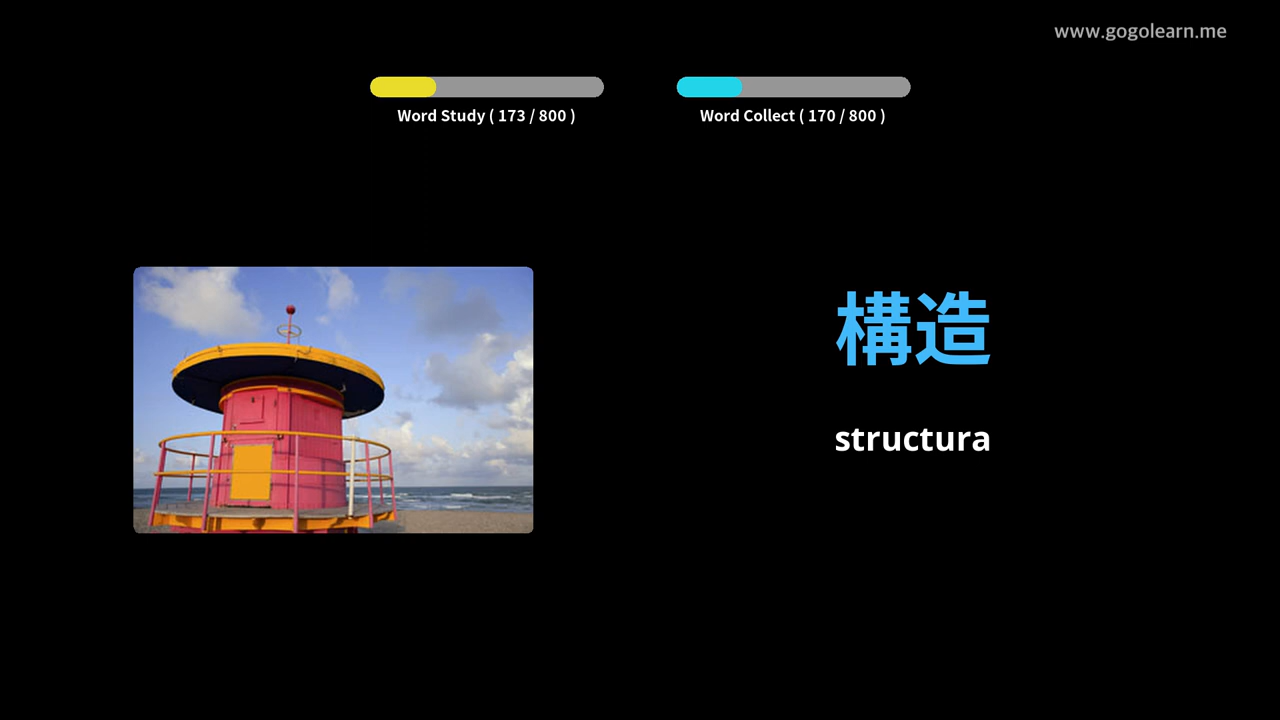 www.gogolearn.me
Word Study ( 173 / 800 )
Word Collect ( 170 / 800 )
構造
structura